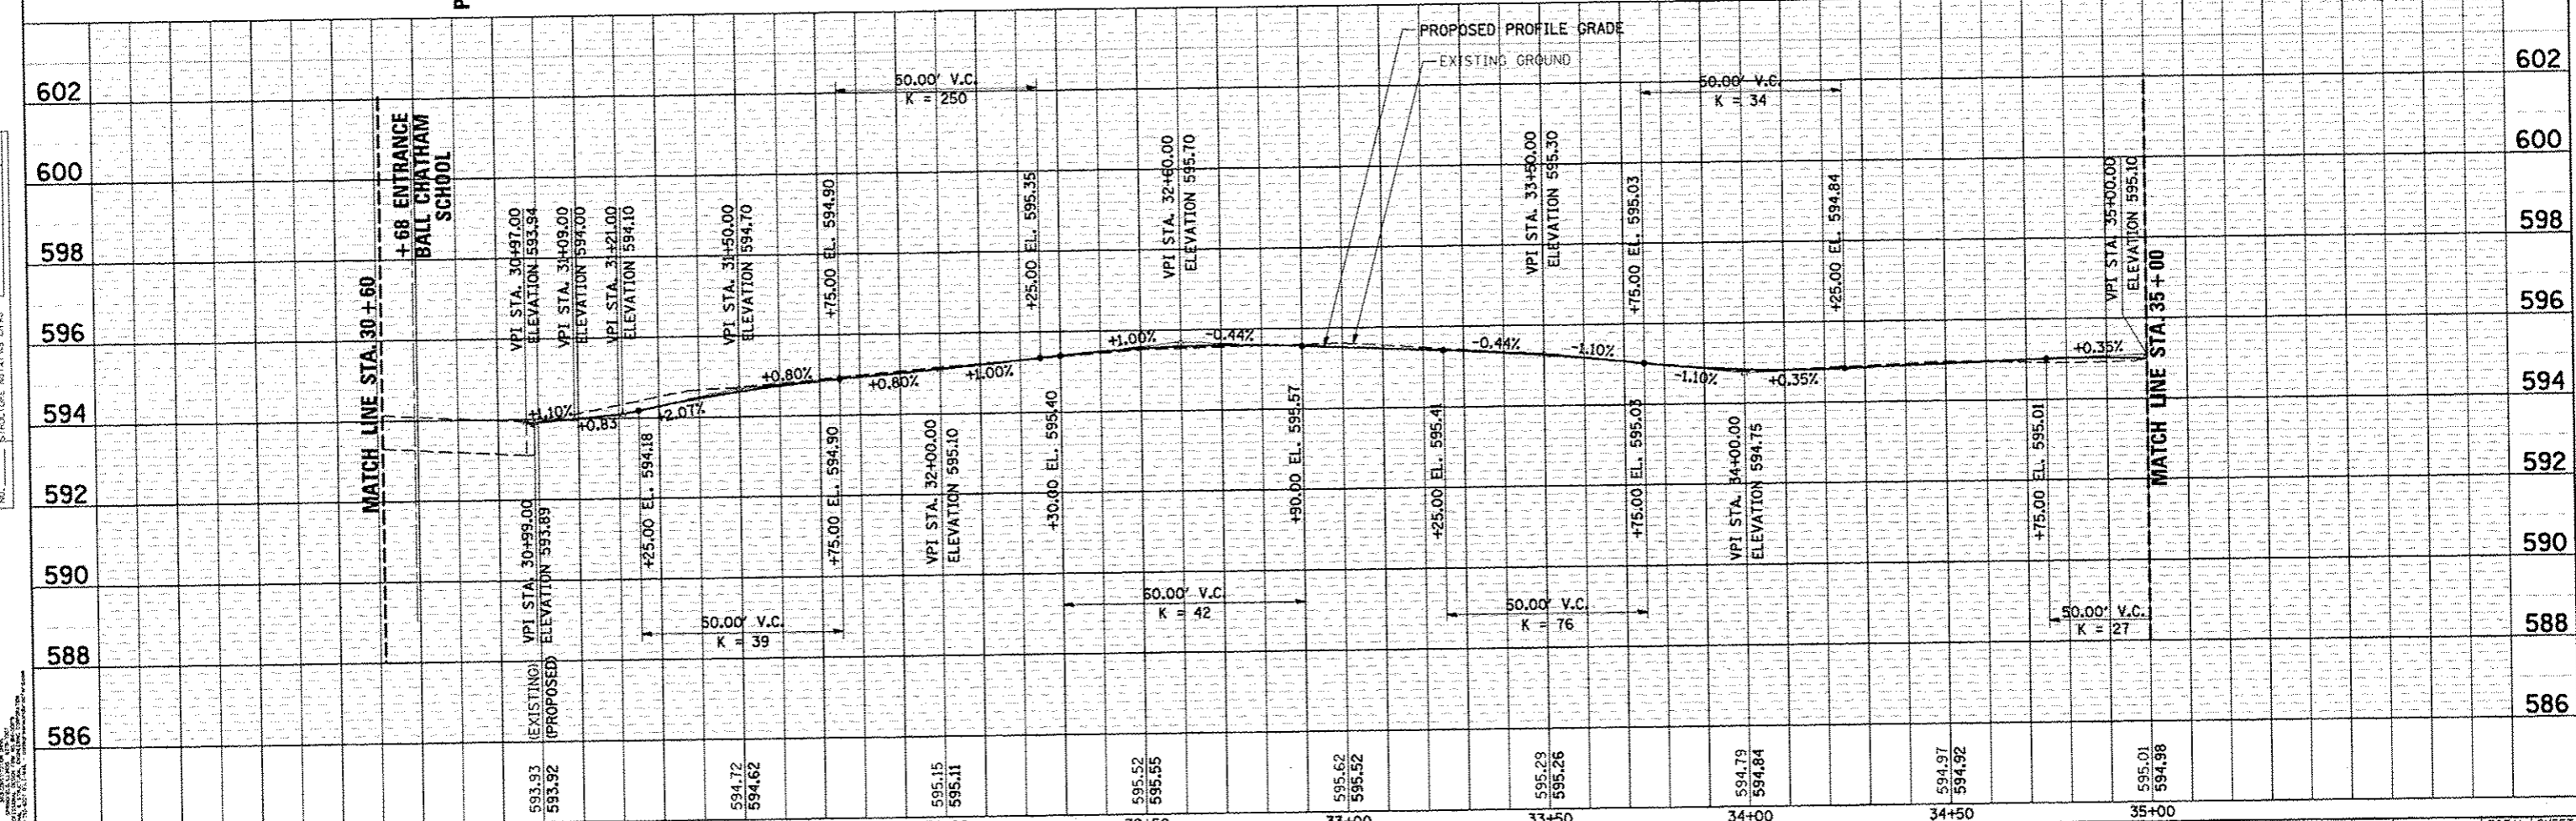 P
PROPOSED PROFILE GRADE
EXISTING GROUND
602
600
598
596
594
592
590
588
586
602
600
598
596
594
592
590
588
586
MATCH LINE STA. 30+60
+68 ENTRANCE
BALL CHATHAM
SCHOOL
VPI STA. 30+97.00
ELEVATION 593.94
VPI STA. 31+09.00
ELEVATION 594.00
VPI STA. 31+21.00
ELEVATION 594.10
VPI STA. 31+50.00
ELEVATION 594.70
+75.00 EL. 594.90
50.00' V.C.
K = 250
+25.00 EL. 595.35
VPI STA. 32+60.00
ELEVATION 595.70
VPI STA. 33+50.00
ELEVATION 595.30
+75.00 EL. 595.03
50.00' V.C.
K = 34
+25.00 EL. 594.84
VPI STA. 35+00.00
ELEVATION 595.10
MATCH LINE STA. 35+00
+1.10%
+0.83
+2.07%
+0.80%
+0.80%
+1.00%
+1.00%
-0.44%
-0.44%
-1.10%
-1.10%
+0.35%
+0.35%
VPI STA. 30+99.00
ELEVATION 593.89
+25.00 EL. 594.18
50.00' V.C.
K = 39
+75.00 EL. 594.90
VPI STA. 32+00.00
ELEVATION 595.10
+30.00 EL. 595.40
60.00' V.C.
K = 42
+90.00 EL. 595.57
+25.00 EL. 595.41
50.00' V.C.
K = 76
+75.00 EL. 595.03
VPI STA. 34+00.00
ELEVATION 594.75
+75.00 EL. 595.01
50.00' V.C.
K = 27
(EXISTING)
(PROPOSED)
593.93
593.92
594.72
594.62
595.15
595.11
595.52
595.55
595.62
595.52
595.29
595.26
594.79
594.84
594.97
594.92
595.01
594.98
33+00
33+50
34+00
34+50
35+00